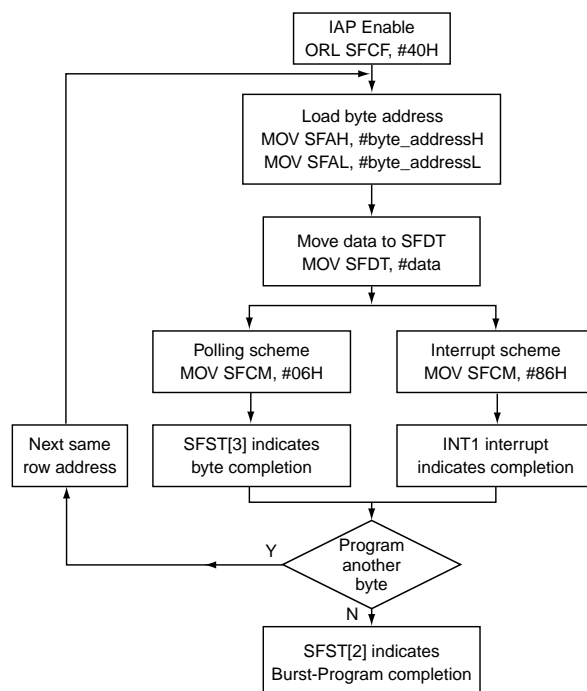 IAP Enable
ORL SFCF, #40H
Load byte address
MOV SFAH, #byte_addressH
MOV SFAL, #byte_addressL
Move data to SFDT
MOV SFDT, #data
Polling scheme
MOV SFCM, #06H
Interrupt scheme
MOV SFCM, #86H
Next same
row address
SFST[3] indicates
byte completion
INT1 interrupt
indicates completion
Y
Program
another
byte
N
SFST[2] indicates
Burst-Program completion